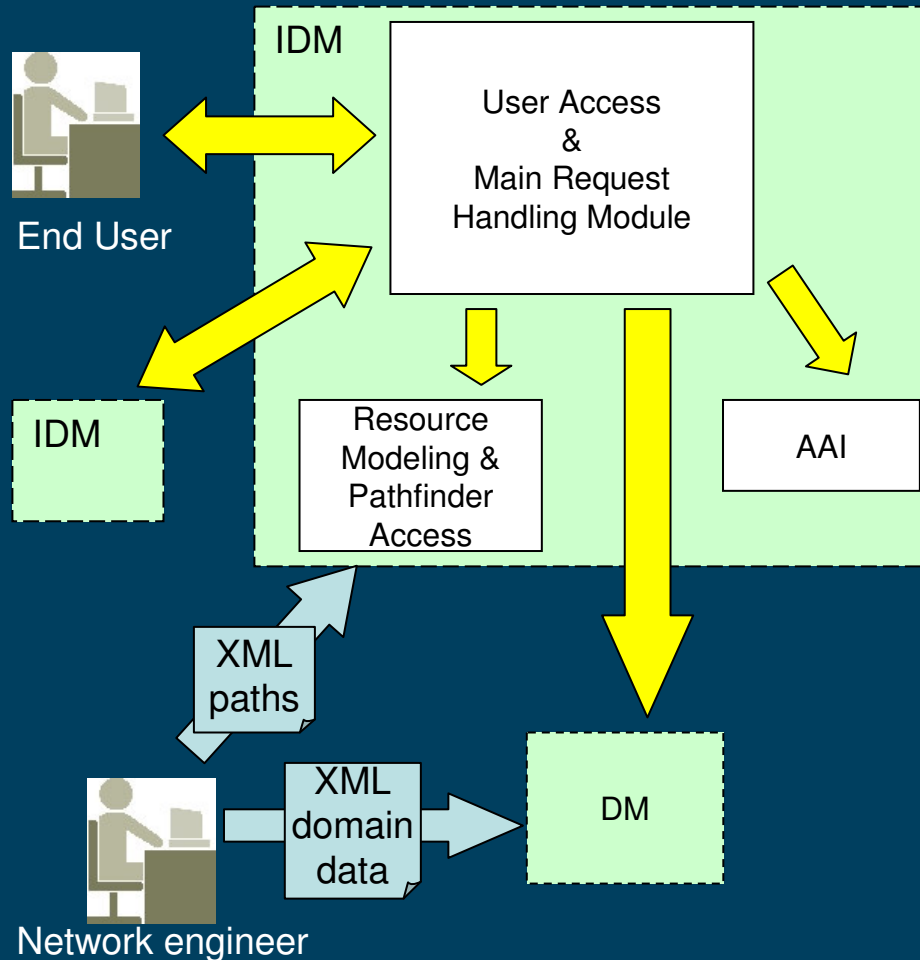 IDM
User Access
&
Main Request
Handling Module
End User
IDM
Resource
Modeling &
Pathfinder
Access
AAI
XML
paths
XML
domain
data
DM
Network engineer